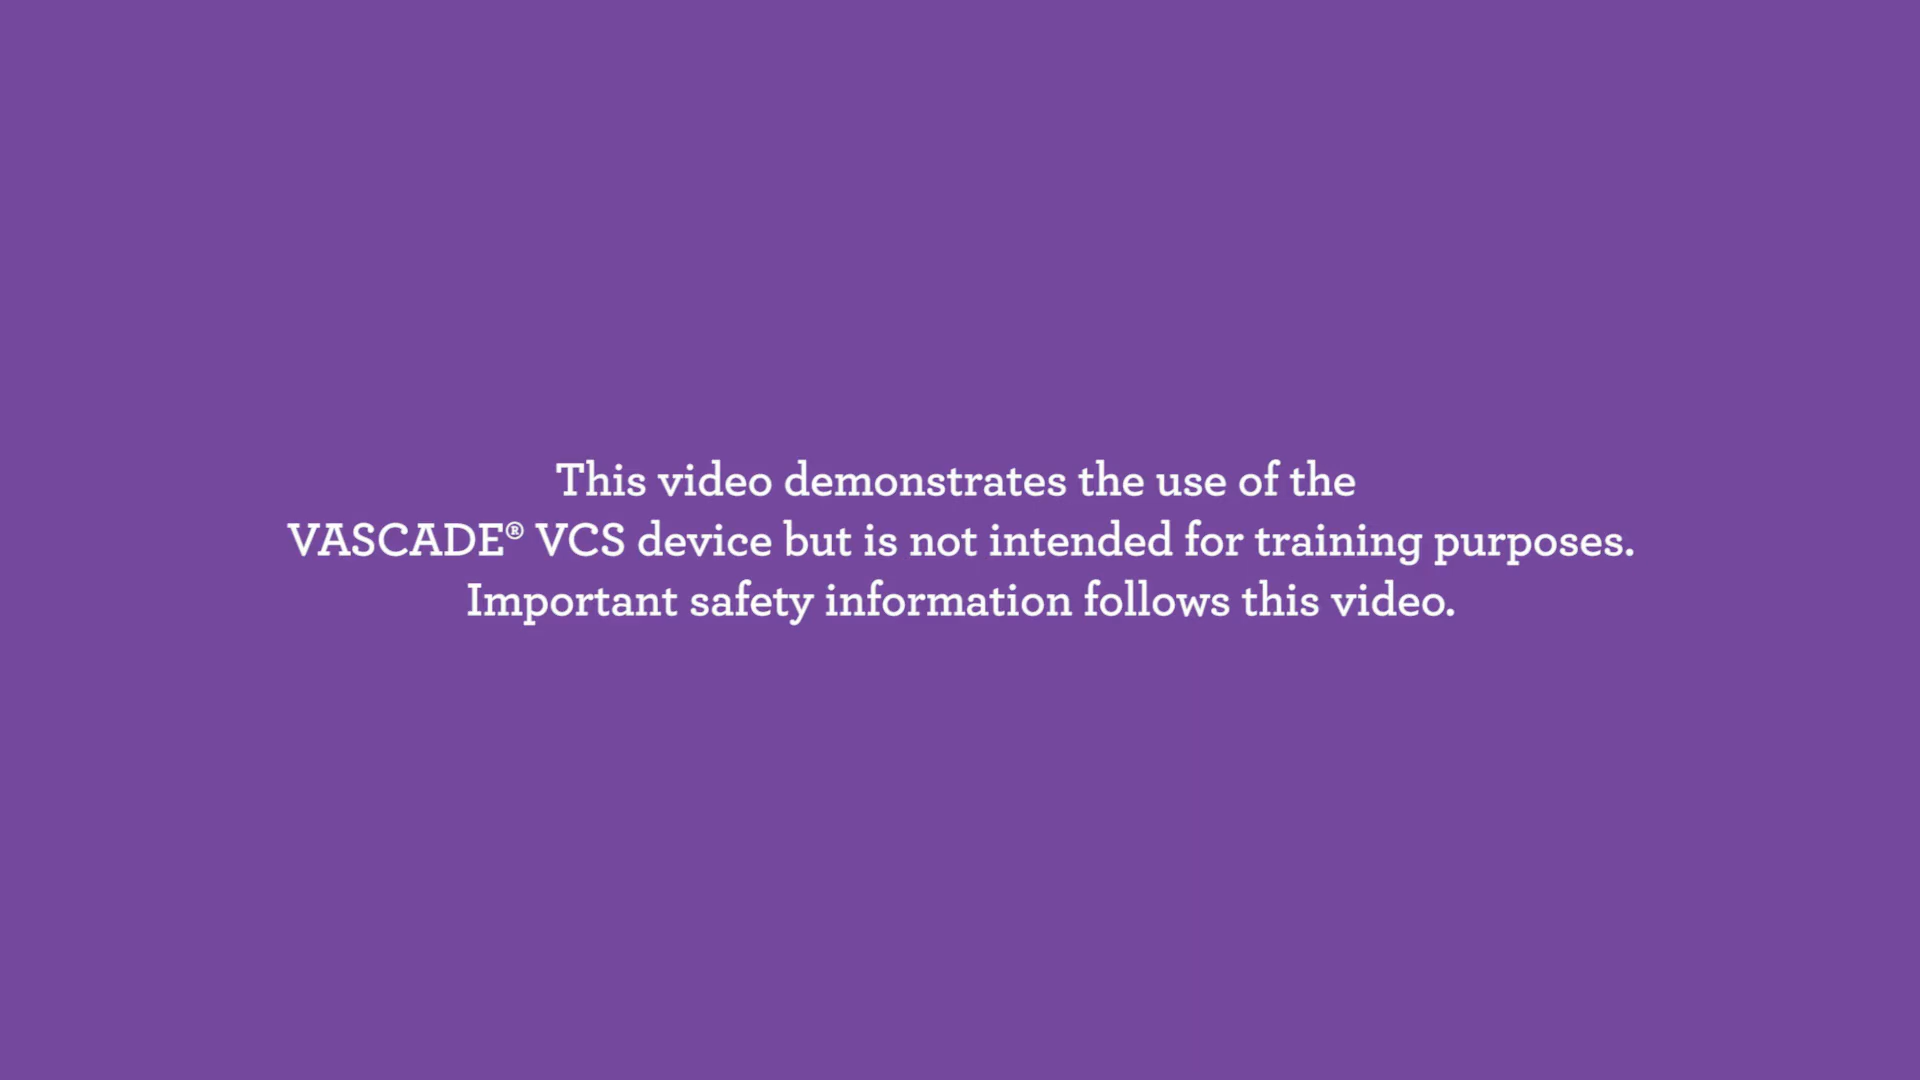 This video demonstrates the use of the
VASCADE® VCS device but is not intended for training purposes.
Important safety information follows this video.